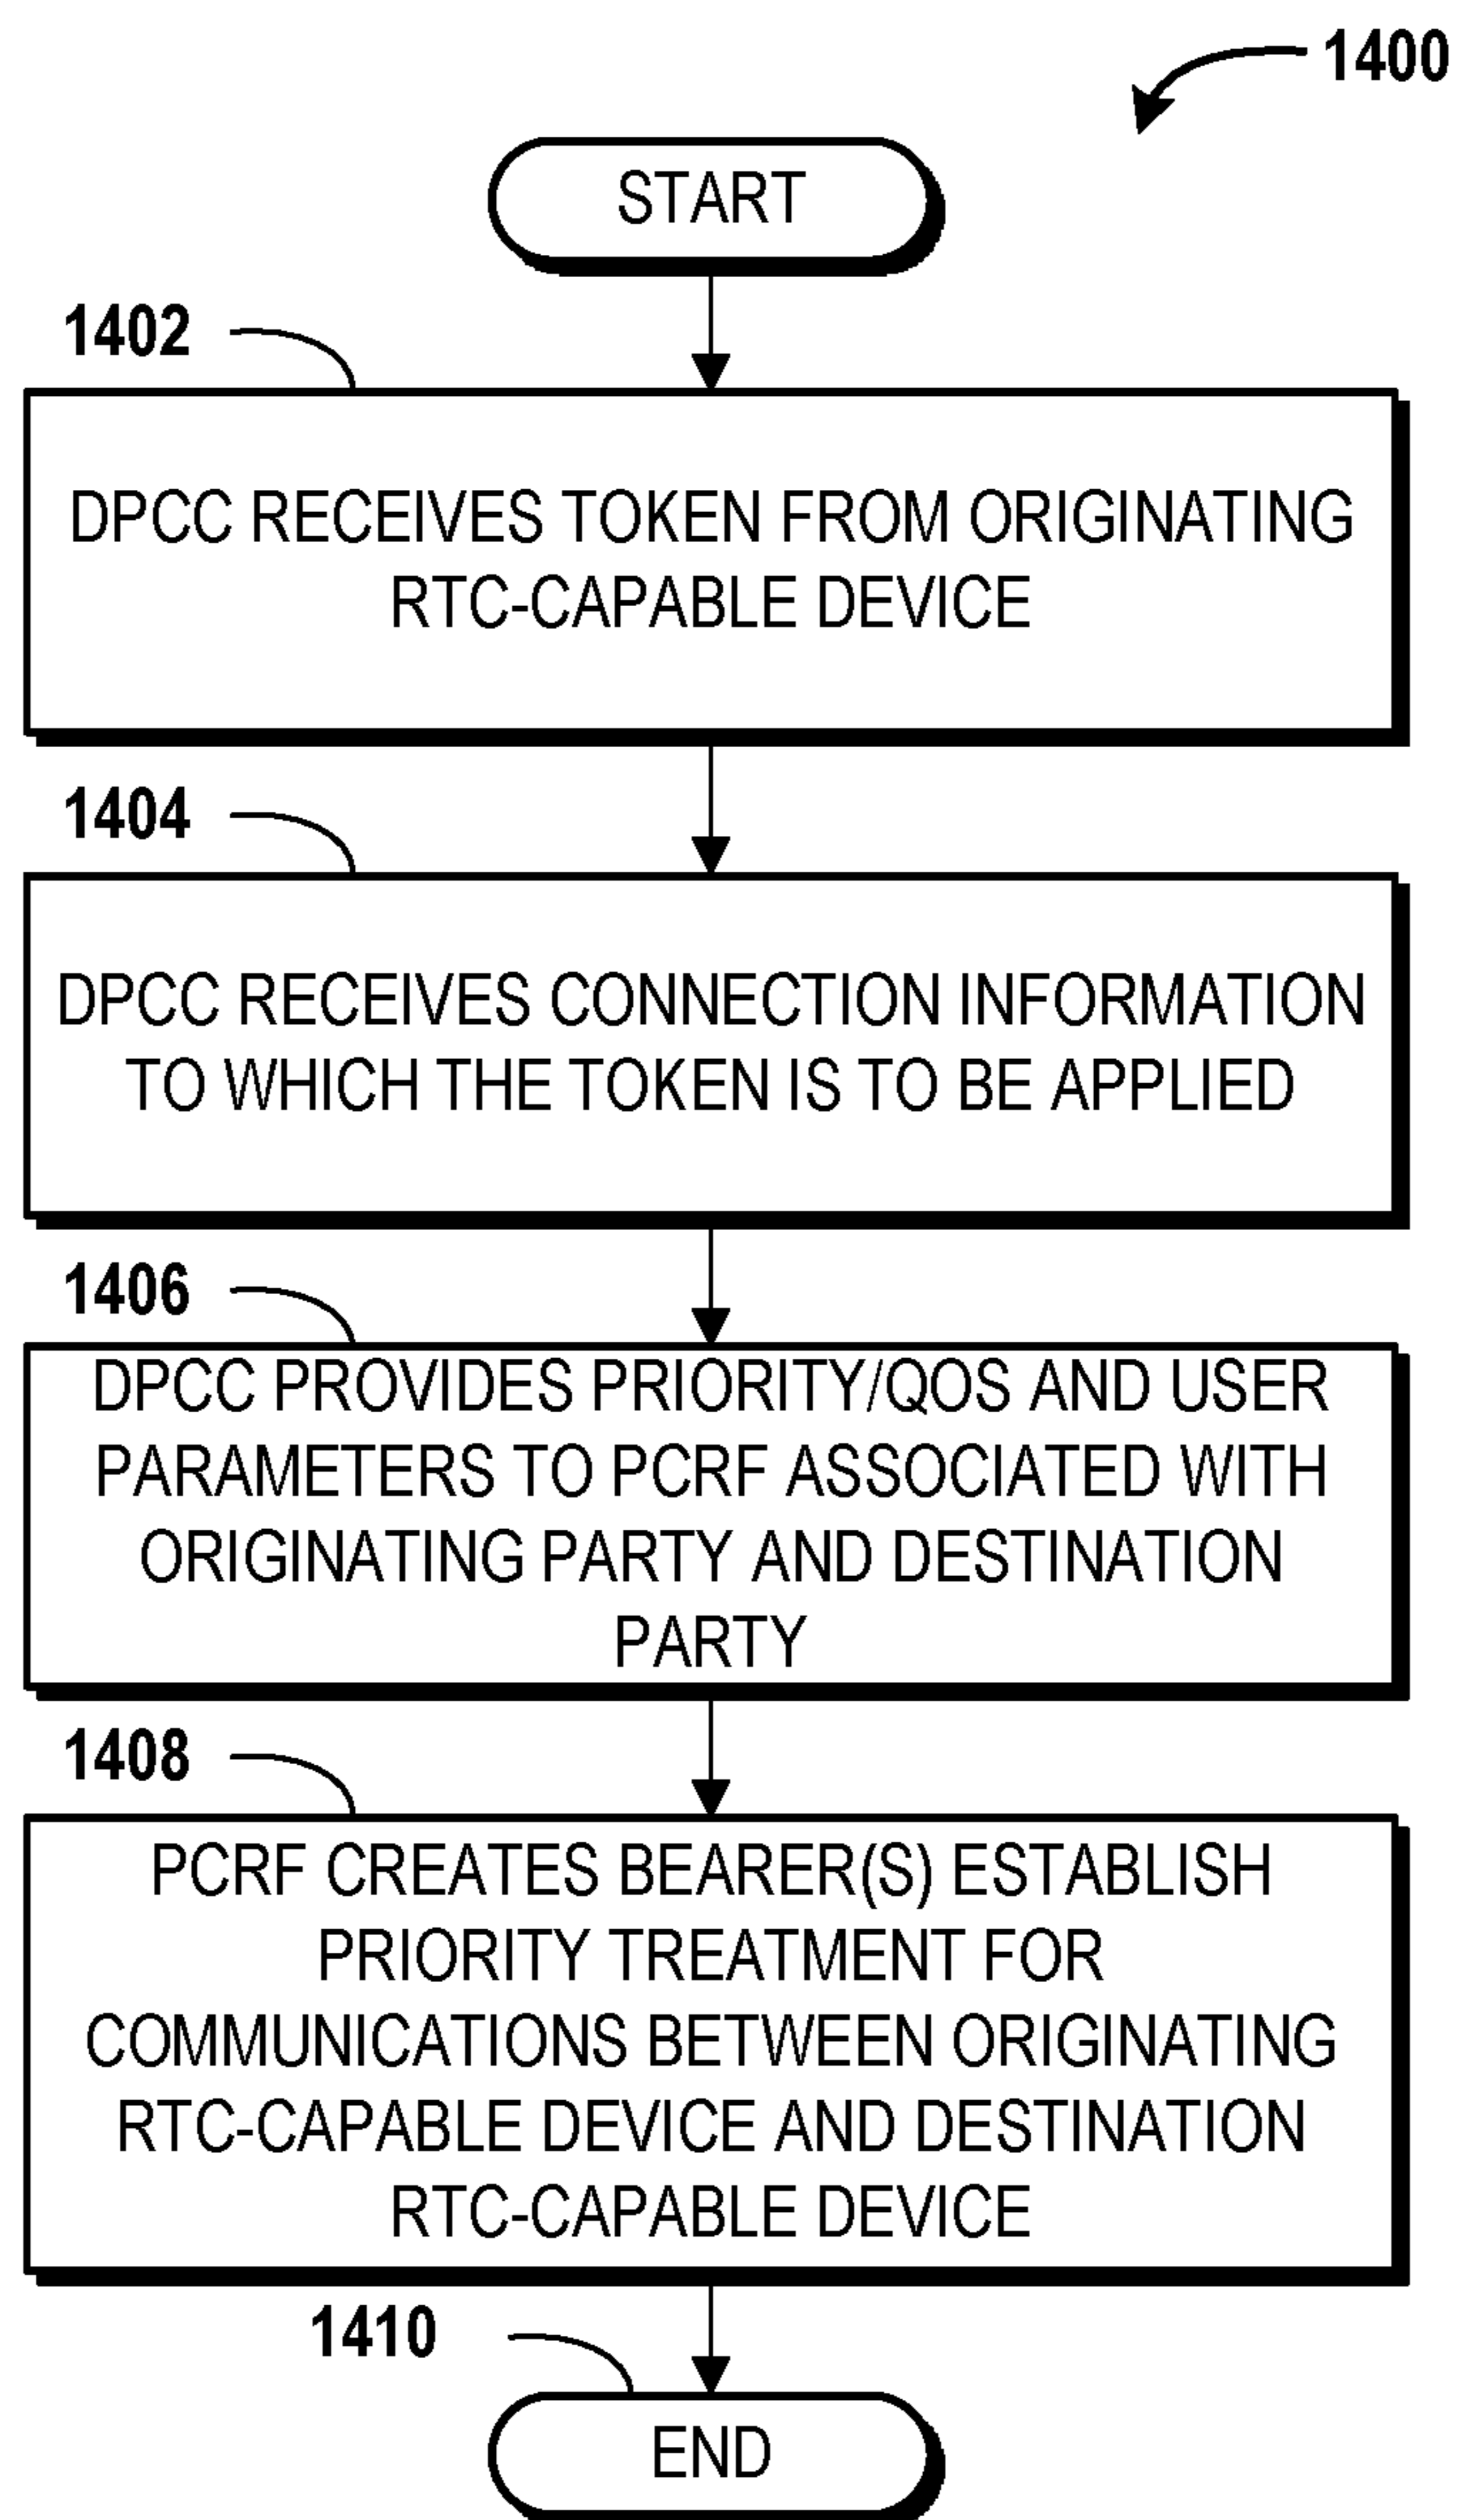 1400
START
1402
DPCC RECEIVES TOKEN FROM ORIGINATING
RTC-CAPABLE DEVICE
1404
DPCC RECEIVES CONNECTION INFORMATION
TO WHICH THE TOKEN IS TO BE APPLIED
1406
DPCC PROVIDES PRIORITY/QOS AND USER
PARAMETERS TO PCRF ASSOCIATED WITH
ORIGINATING PARTY AND DESTINATION
PARTY
1408
PCRF CREATES BEARER(S) ESTABLISH
PRIORITY TREATMENT FOR
COMMUNICATIONS BETWEEN ORIGINATING
RTC-CAPABLE DEVICE AND DESTINATION
RTC-CAPABLE DEVICE
1410
END